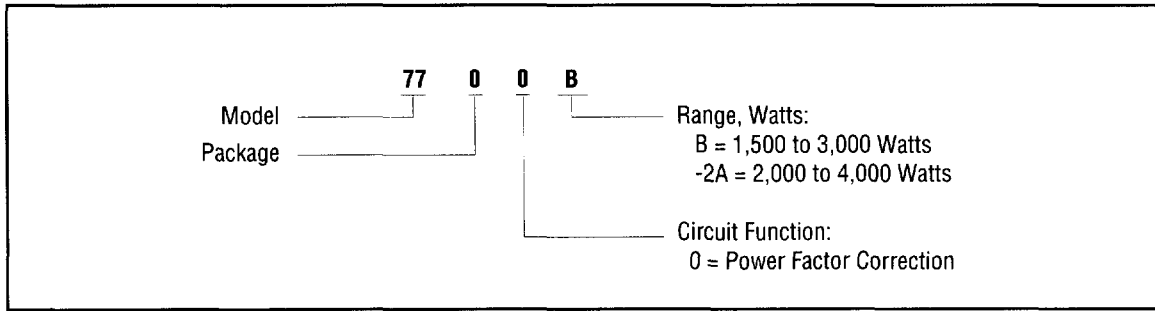 77 0 0 B
Model
Package
Range, Watts:
B = 1,500 to 3,000 Watts
-2A = 2,000 to 4,000 Watts
Circuit Function:
0 = Power Factor Correction